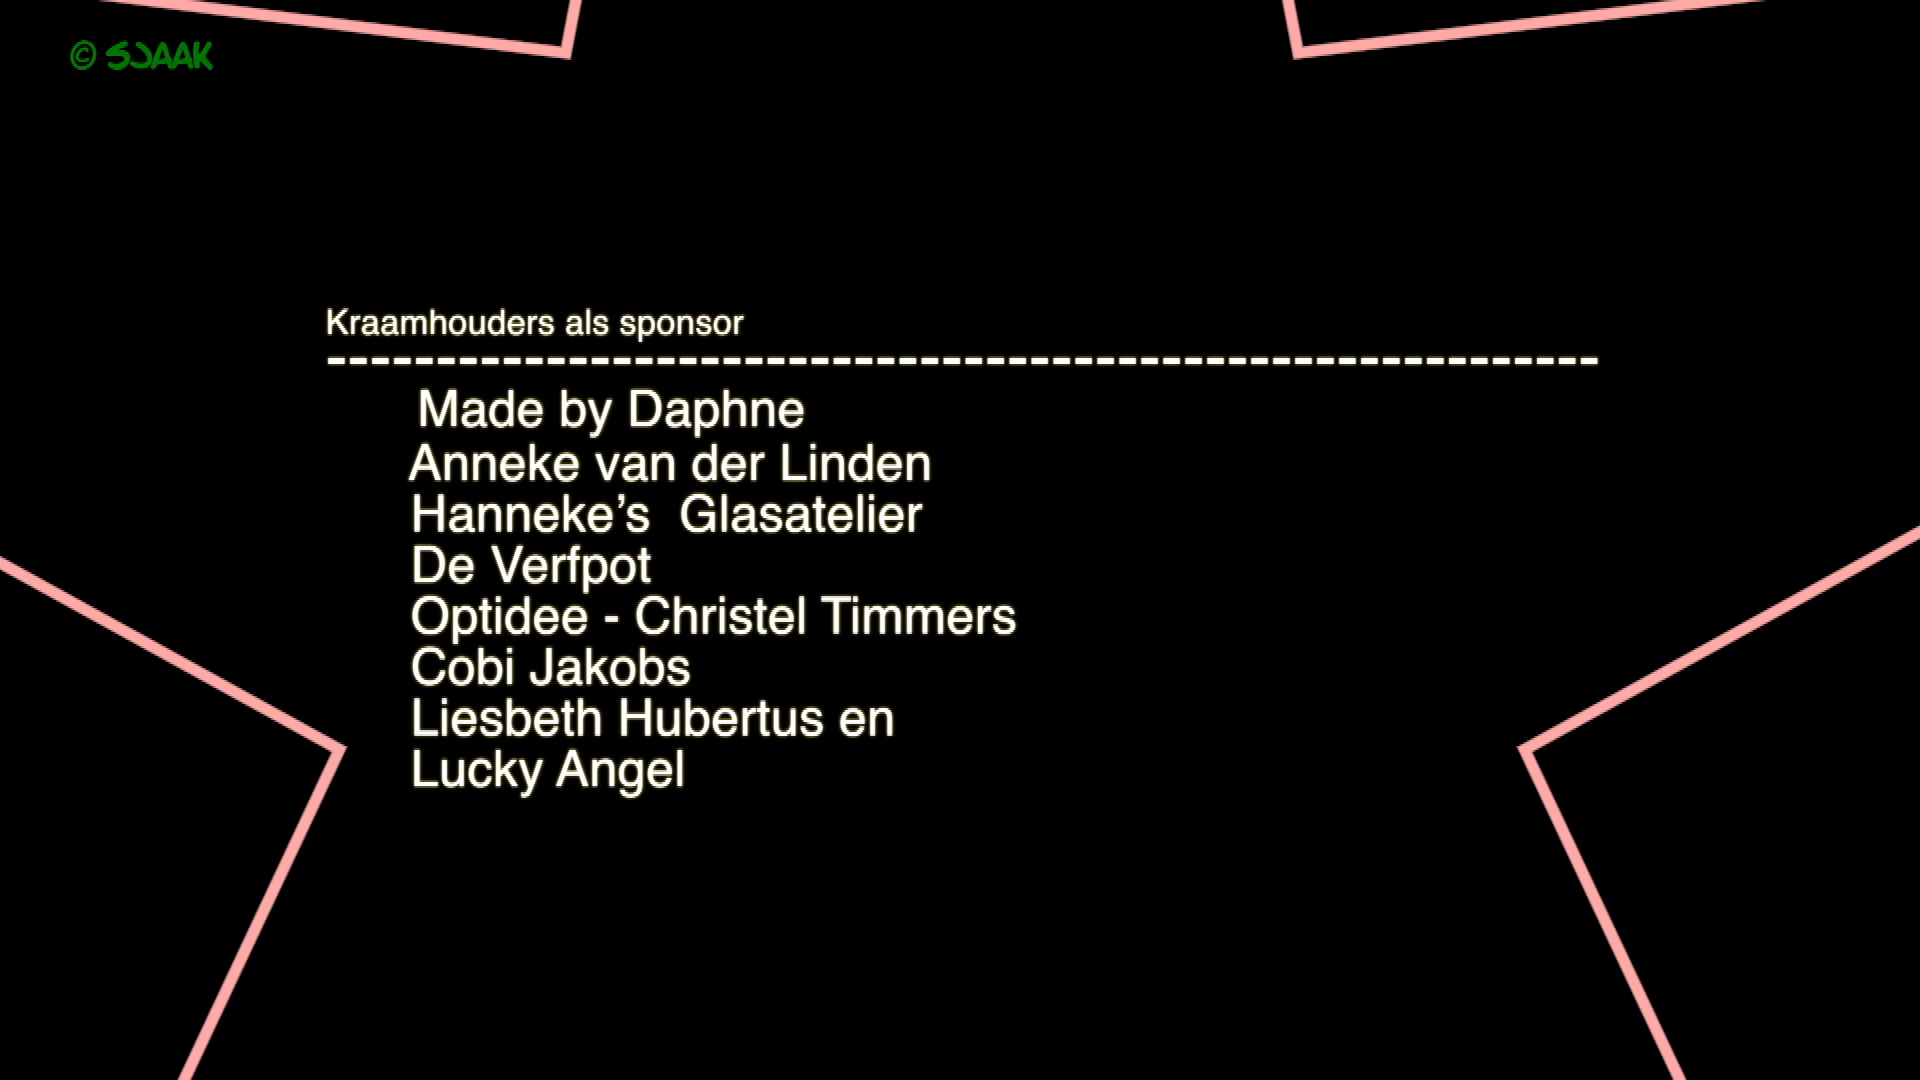 © SJAAK
Kraamhouders als sponsor
----------------------------------------------------------
Made by Daphne
Anneke van der Linden
Hanneke’s  Glasatelier
De Verfpot
Optidee - Christel Timmers
Cobi Jakobs
Liesbeth Hubertus en
Lucky Angel